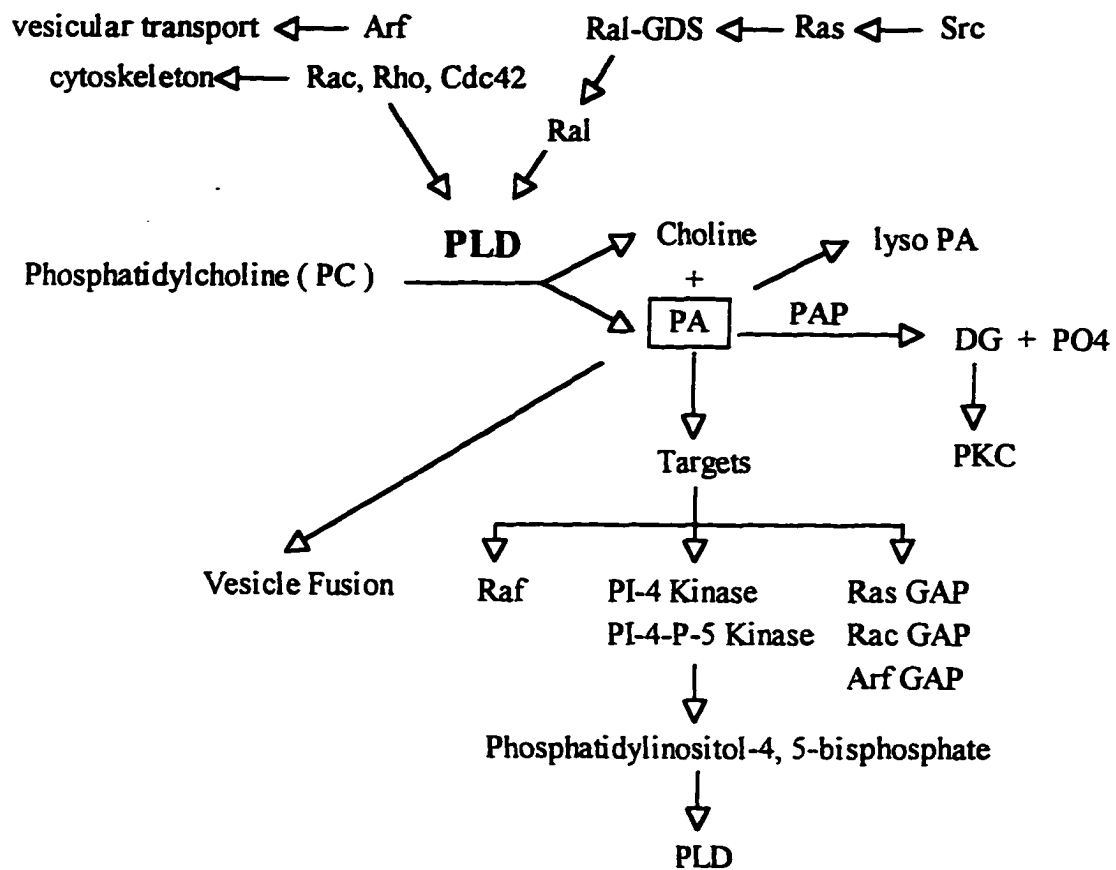 vesicular transport Arf Ral-GDS Ras Src
cytoskeleton Rac, Rho, Cdc42
Ral
PLD
Choline lyso PA
Phosphatidylcholine ( PC ) +
PA PAP
DG + PO4
Targets PKC
Vesicle Fusion Raf PI-4 Kinase Ras GAP
PI-4-P-5 Kinase Rac GAP
Arf GAP
Phosphatidylinositol-4, 5-bisphosphate
PLD